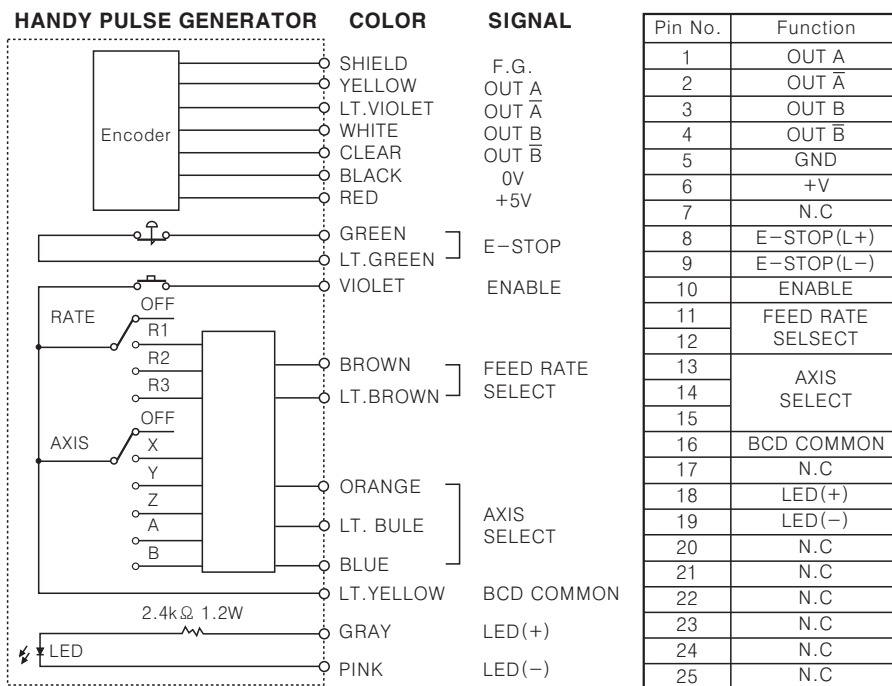 HANDY PULSE GENERATOR COLOR SIGNAL
Encoder
SHIELD F.G.
YELLOW OUT A
LT.VIOLET OUT A̅
WHITE OUT B
CLEAR OUT B̅
BLACK 0V
RED +5V
GREEN
LT.GREEN
E-STOP
VIOLET ENABLE
RATE
OFF
R1
R2
R3
BROWN
LT.BROWN
FEED RATE
SELECT
AXIS
OFF
X
Y
Z
A
B
ORANGE
LT. BULE
BLUE
AXIS
SELECT
LT.YELLOW BCD COMMON
2.4kΩ 1.2W
GRAY LED(+)
LED
PINK LED(-)
Pin No. Function
1 OUT A
2 OUT A̅
3 OUT B
4 OUT B̅
5 GND
6 +V
7 N.C
8 E-STOP(L+)
9 E-STOP(L-)
10 ENABLE
11 FEED RATE
12 SELSECT
13
14
15
AXIS
SELECT
16 BCD COMMON
17 N.C
18 LED(+)
19 LED(-)
20 N.C
21 N.C
22 N.C
23 N.C
24 N.C
25 N.C